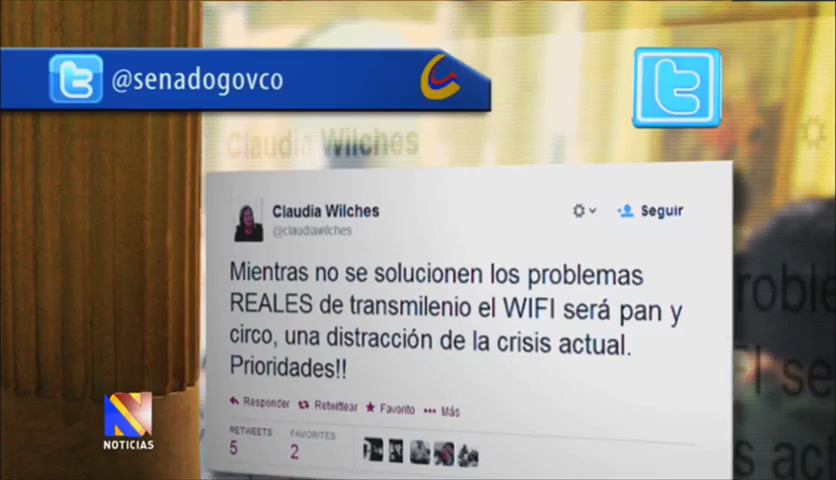 @senadogovco
Claudia Wilches
Claudia Wilches
@claudiawilches
Seguir
Mientras no se solucionen los problemas
REALES de transmilenio el WIFI será pan y
circo, una distracción de la crisis actual.
Prioridades!!
Responder Retwittear Favorito Más
RETWEETS FAVORITES
5 2
NOTICIAS